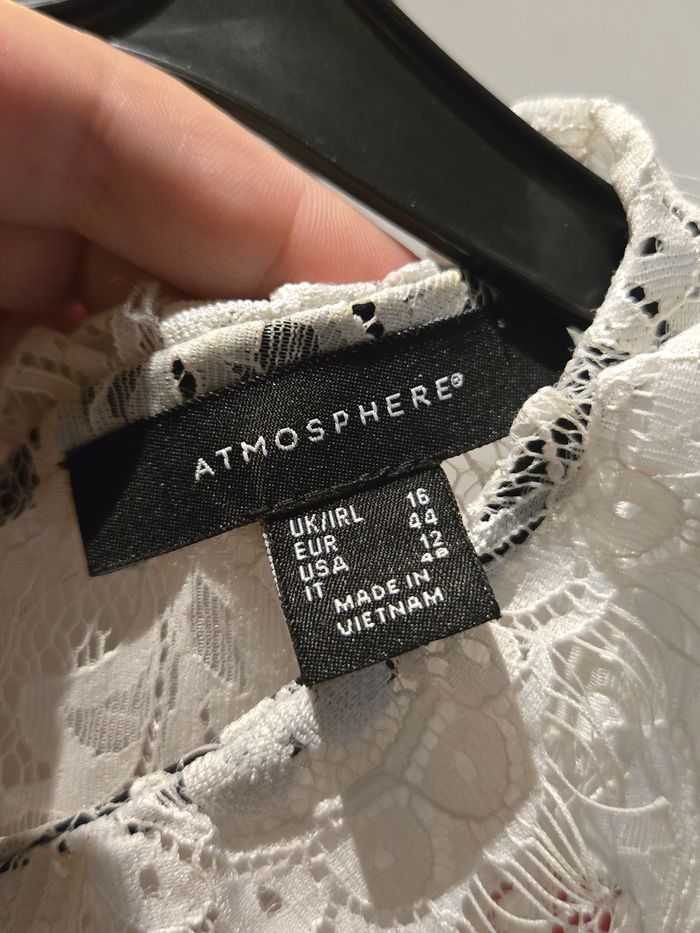 ATMOSPHERE®
UK/IRL 16
EUR 44
USA 12
IT 48
MADE IN
VIETNAM